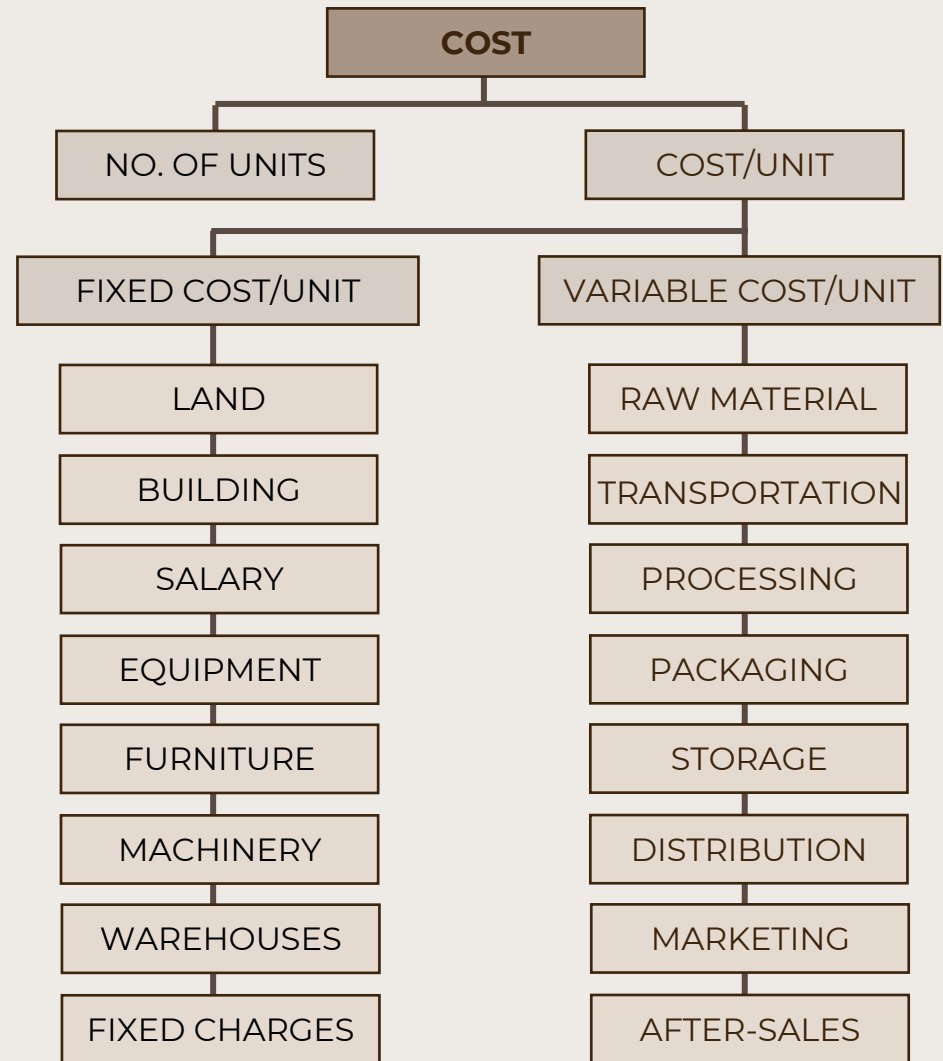 COST
NO. OF UNITS
COST/UNIT
FIXED COST/UNIT
VARIABLE COST/UNIT
LAND
RAW MATERIAL
BUILDING
TRANSPORTATION
SALARY
PROCESSING
EQUIPMENT
PACKAGING
FURNITURE
STORAGE
MACHINERY
DISTRIBUTION
WAREHOUSES
MARKETING
FIXED CHARGES
AFTER-SALES